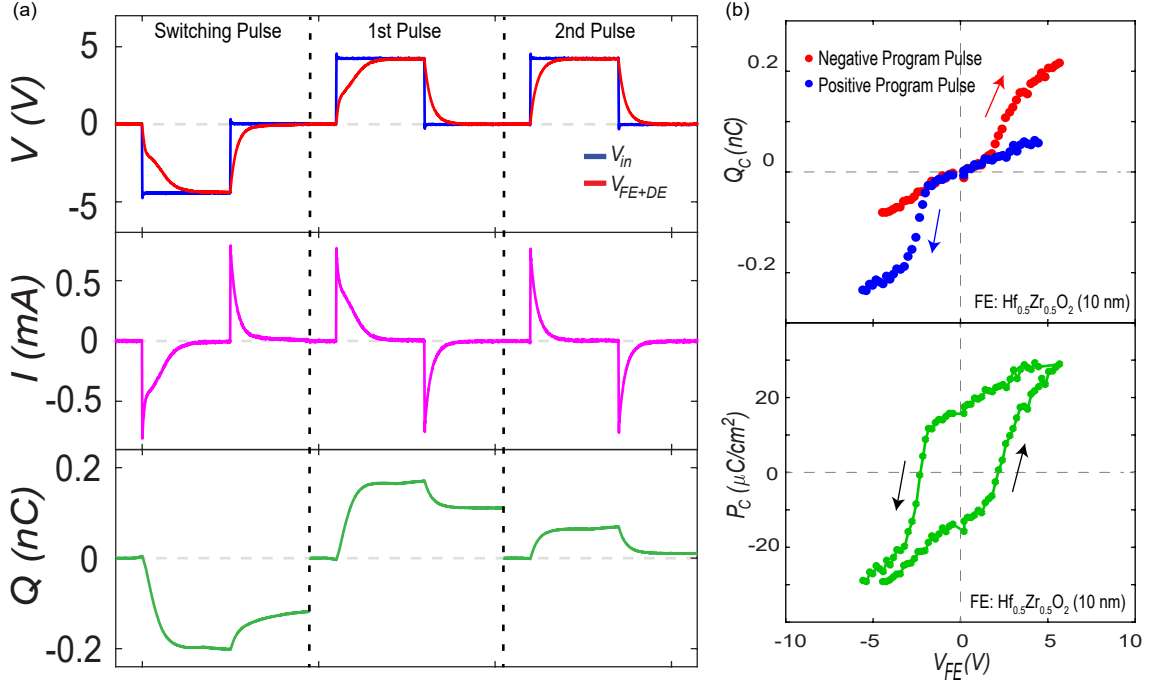 (a)
Switching Pulse
1st Pulse
2nd Pulse
V (V)
5
0
-5
V_in
V_FE+DE
I (mA)
0.5
0
-0.5
Q (nC)
0.2
0
-0.2
(b)
Q_C (nC)
0.2
0
-0.2
Negative Program Pulse
Positive Program Pulse
FE: Hf0.5Zr0.5O2 (10 nm)
P_C (μC/cm²)
20
0
-20
FE: Hf0.5Zr0.5O2 (10 nm)
-10
-5
0
5
10
V_FE (V)